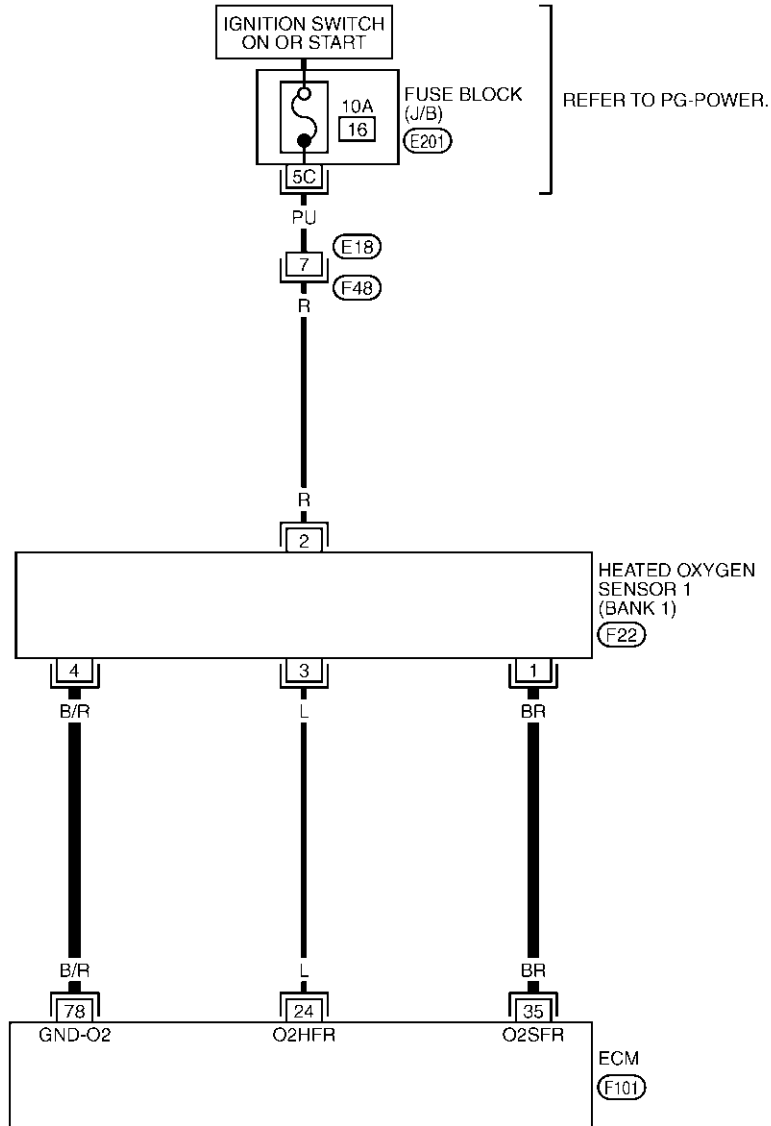 IGNITION SWITCH
ON OR START
FUSE BLOCK
(J/B)
E201
10A
16
REFER TO PG-POWER.
5C
PU
7
E18
F48
R
R
2
HEATED OXYGEN
SENSOR 1
(BANK 1)
F22
4
3
1
B/R
L
BR
B/R
L
BR
78
24
35
GND-O2
O2HFR
O2SFR
ECM
F101